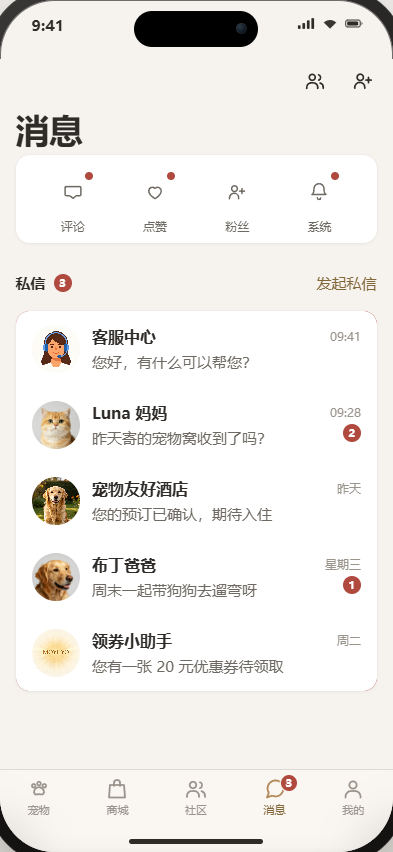 9:41
消息
评论
点赞
粉丝
系统
私信 3
发起私信
客服中心 09:41
您好，有什么可以帮您?
Luna 妈妈 09:28
昨天寄的宠物窝收到了吗? 2
宠物友好酒店 昨天
您的预订已确认，期待入住
布丁爸爸 星期三
周末一起带狗狗去遛弯呀 1
领券小助手 周二
您有一张 20 元优惠券待领取
3
宠物
商城
社区
消息
我的